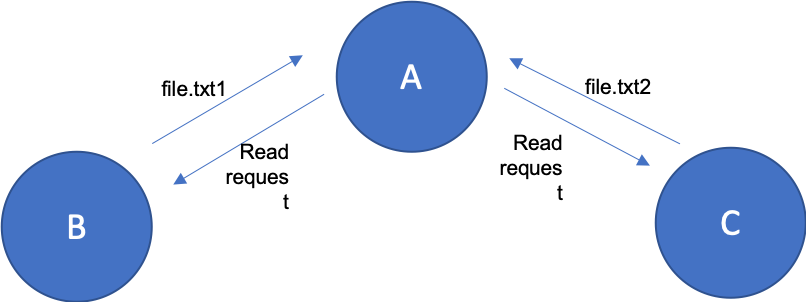 A
file.txt1
file.txt2
Read
reques
t
Read
reques
t
B
C